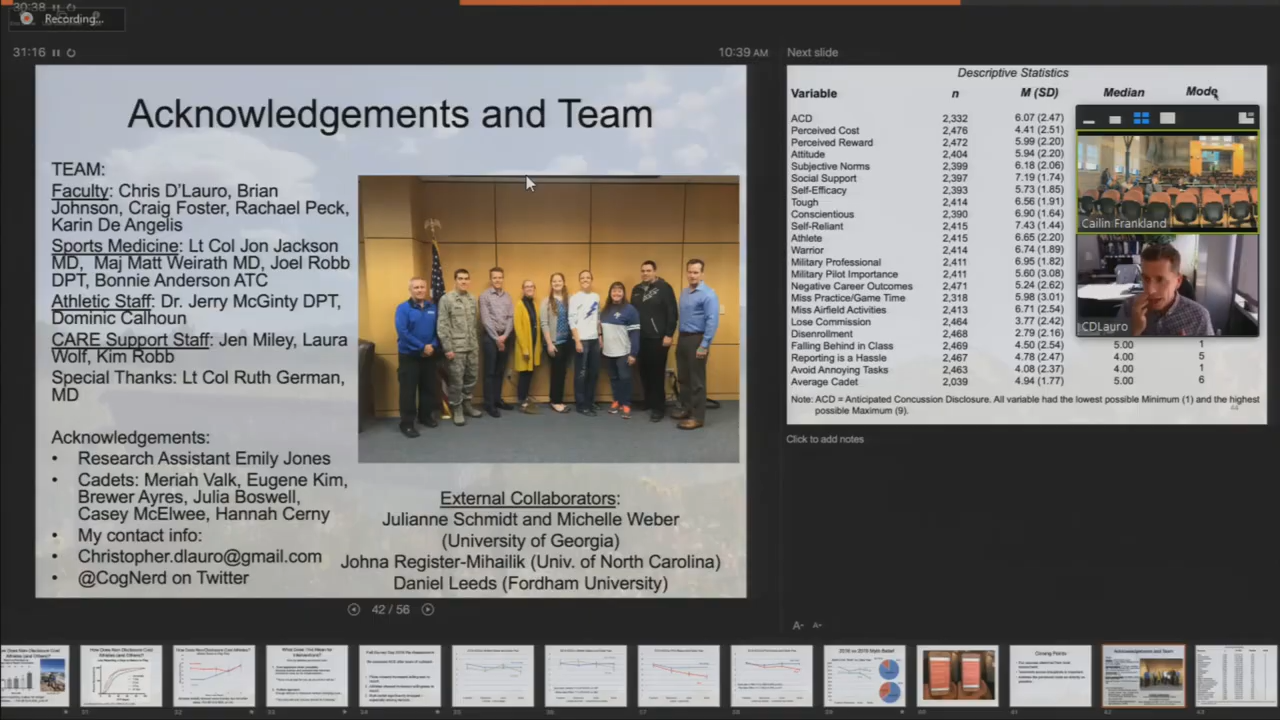 30:38
Recording...
31:16
10:39 AM
Next slide
Acknowledgements and Team
TEAM:
Faculty: Chris D'Lauro, Brian
Johnson, Craig Foster, Rachael Peck,
Karin De Angelis
Sports Medicine: Lt Col Jon Jackson
MD, Maj Matt Weirath MD, Joel Robb
DPT, Bonnie Anderson ATC
Athletic Staff: Dr. Jerry McGinty DPT,
Dominic Calhoun
CARE Support Staff: Jen Miley, Laura
Wolf, Kim Robb
Special Thanks: Lt Col Ruth German,
MD
Acknowledgements:
• Research Assistant Emily Jones
• Cadets: Meriah Valk, Eugene Kim,
Brewer Ayres, Julia Boswell,
Casey McElwee, Hannah Cerny
• My contact info:
• Christopher.dlauro@gmail.com
• @CogNerd on Twitter
External Collaborators:
Julianne Schmidt and Michelle Weber
(University of Georgia)
Johna Register-Mihailik (Univ. of North Carolina)
Daniel Leeds (Fordham University)
42 / 56
Descriptive Statistics
Variable n M (SD) Median Mode
ACD 2,332 6.07 (2.47)
Perceived Cost 2,476 4.41 (2.51)
Perceived Reward 2,472 5.99 (2.20)
Attitude 2,404 5.94 (2.20)
Subjective Norms 2,399 6.18 (2.06)
Social Support 2,397 7.19 (1.74)
Self-Efficacy 2,393 5.73 (1.85)
Tough 2,414 6.56 (1.91)
Conscientious 2,390 6.90 (1.64)
Self-Reliant 2,415 7.43 (1.44)
Athlete 2,415 6.65 (2.20)
Warrior 2,414 6.74 (1.89)
Military Professional 2,411 6.95 (1.82)
Military Pilot Importance 2,411 5.60 (3.08)
Negative Career Outcomes 2,471 5.24 (2.62)
Miss Practice/Game Time 2,318 5.98 (3.01)
Miss Airfield Activities 2,413 6.71 (2.54)
Lose Commission 2,464 3.77 (2.42)
Disenrollment 2,468 2.79 (2.16)
Falling Behind in Class 2,469 4.50 (2.54) 5.00 1
Reporting is a Hassle 2,467 4.78 (2.47) 4.00 5
Avoid Annoying Tasks 2,463 4.08 (2.37) 4.00 1
Average Cadet 2,039 4.94 (1.77) 5.00 6
Note: ACD = Anticipated Concussion Disclosure. All variable had the lowest possible Minimum (1) and the highest
possible Maximum (9).
44
Cailin Frankland
CDLauro
Click to add notes
A- A-
Closing Points
Acknowledgements and Team